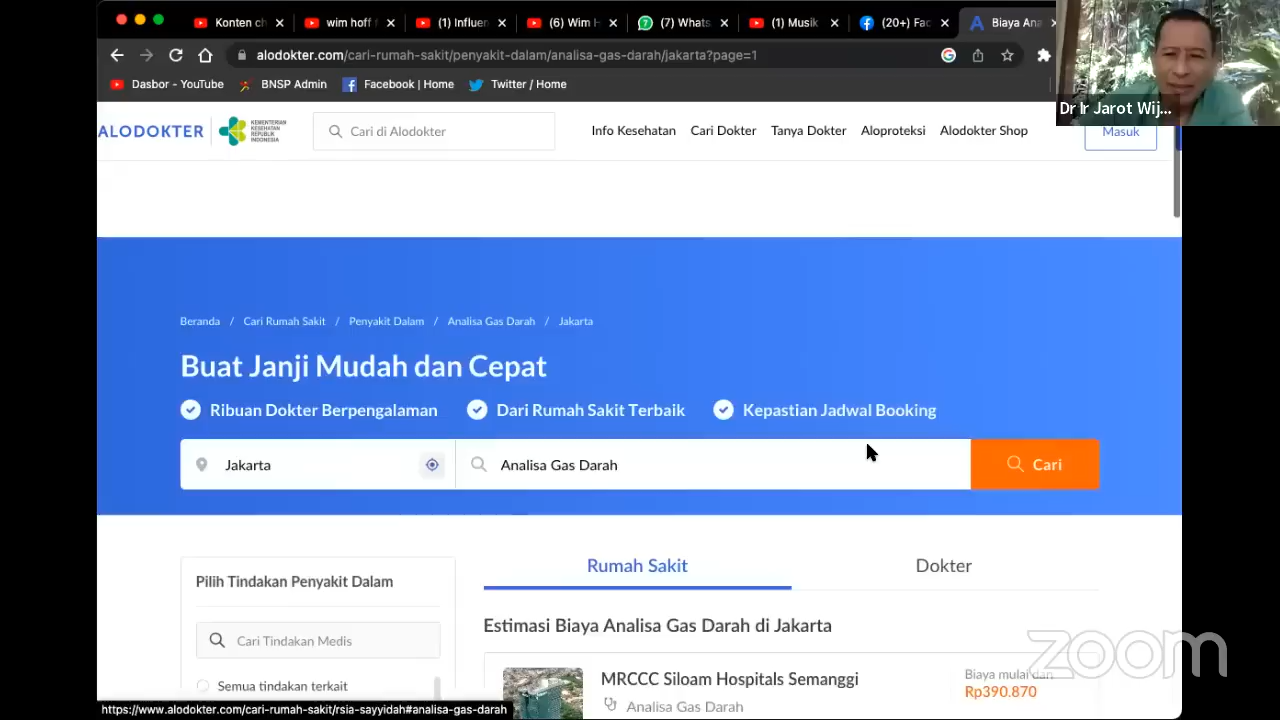 Konten ch
wim hoff f
(1) Influen
(6) Wim H
(7) Whats
(1) Musik
(20+) Fac
Biaya Ana
alodokter.com/cari-rumah-sakit/penyakit-dalam/analisa-gas-darah/jakarta?page=1
Dasbor - YouTube
BNSP Admin
Facebook | Home
Twitter / Home
Dr Ir Jarot Wij...
ALODOKTER
KEMENTERIAN
KESEHATAN
REPUBLIK
INDONESIA
Cari di Alodokter
Info Kesehatan
Cari Dokter
Tanya Dokter
Aloproteksi
Alodokter Shop
Masuk
Beranda / Cari Rumah Sakit / Penyakit Dalam / Analisa Gas Darah / Jakarta
Buat Janji Mudah dan Cepat
Ribuan Dokter Berpengalaman
Dari Rumah Sakit Terbaik
Kepastian Jadwal Booking
Jakarta
Analisa Gas Darah
Cari
Rumah Sakit
Dokter
Pilih Tindakan Penyakit Dalam
Cari Tindakan Medis
Semua tindakan terkait
Estimasi Biaya Analisa Gas Darah di Jakarta
MRCCC Siloam Hospitals Semanggi
Analisa Gas Darah
Biaya mulai dari
Rp390.870
zoom
https://www.alodokter.com/cari-rumah-sakit/rsia-sayyidah#analisa-gas-darah